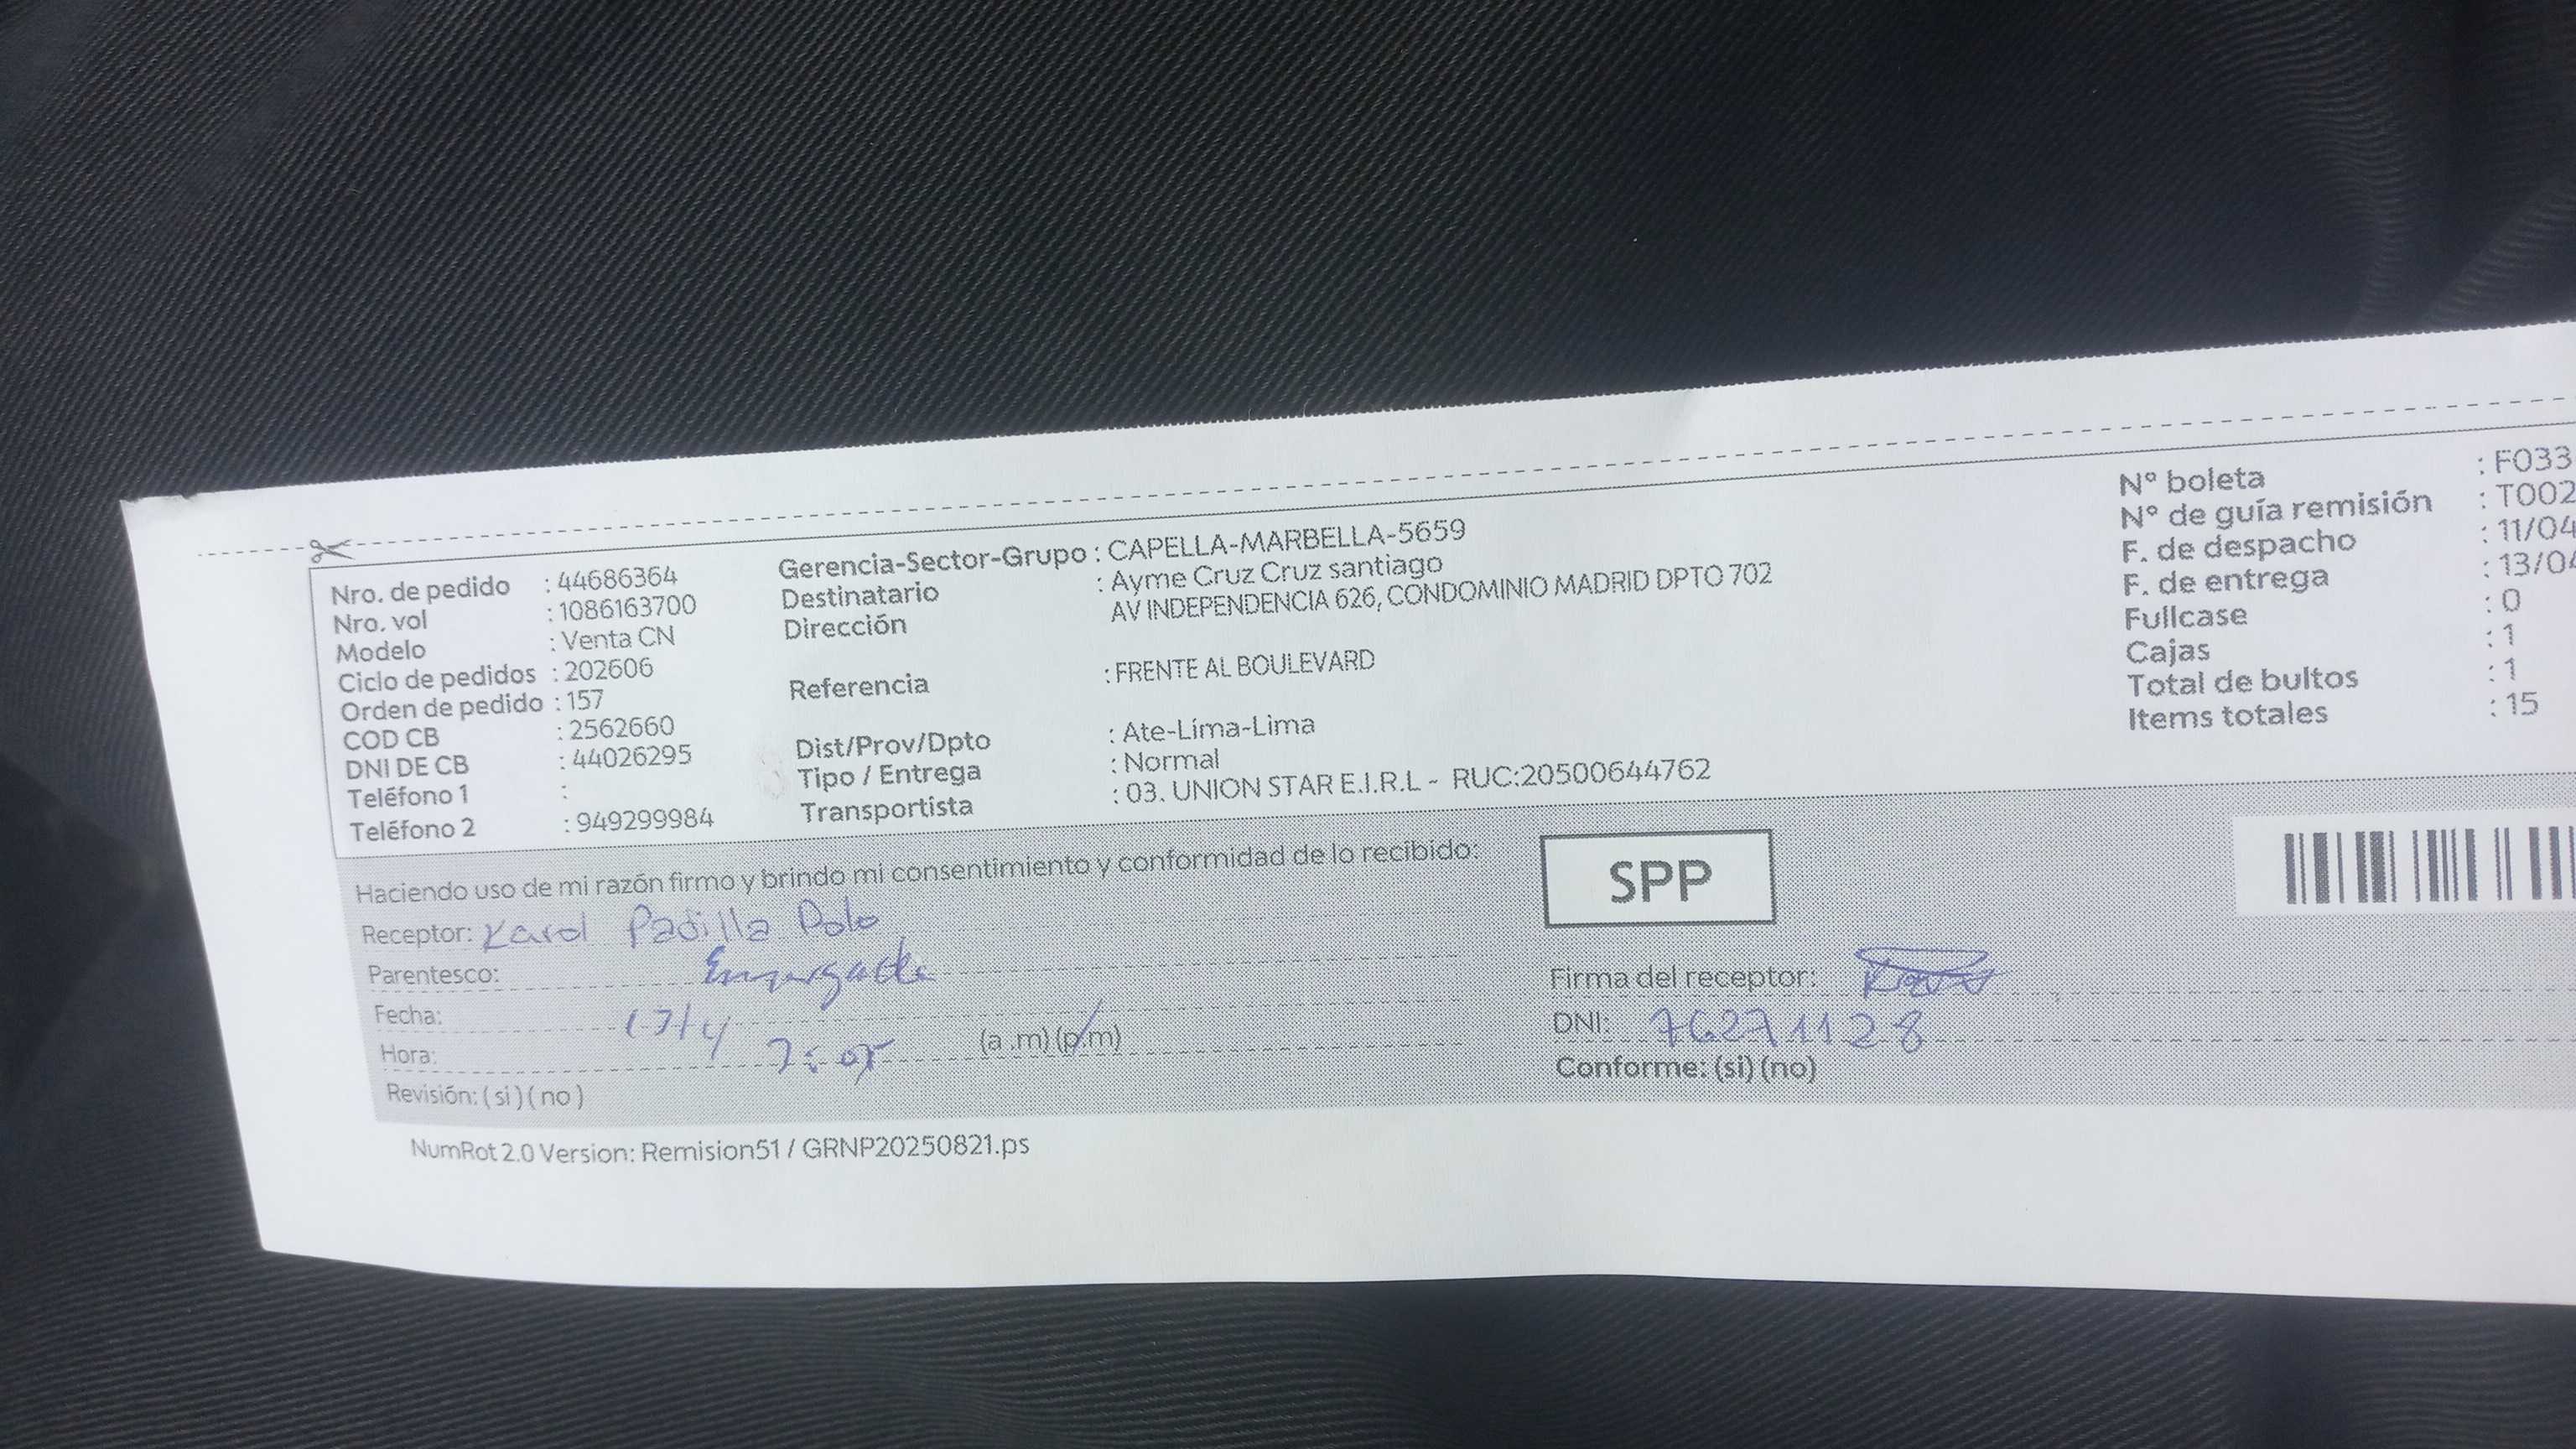 Nro. de pedido : 44686364
Nro. vol : 1086163700
Modelo : Venta CN
Ciclo de pedidos : 202606
Orden de pedido : 157
COD CB : 2562660
DNI DE CB : 44026295
Teléfono 1 :
Teléfono 2 : 949299984
Gerencia-Sector-Grupo : CAPELLA-MARBELLA-5659
Destinatario : Ayme Cruz Cruz santiago
Dirección AV INDEPENDENCIA 626, CONDOMINIO MADRID DPTO 702
Referencia : FRENTE AL BOULEVARD
Dist/Prov/Dpto : Ate-Lima-Lima
Tipo / Entrega : Normal
Transportista : 03. UNION STAR E.I.R.L - RUC:20500644762
N° boleta : F033
N° de guía remisión : T002
F. de despacho : 11/04
F. de entrega : 13/04
Fullcase : 0
Cajas : 1
Total de bultos : 1
Items totales : 15
Haciendo uso de mi razón firmo y brindo mi consentimiento y conformidad de lo recibido:
Receptor: Karol Padilla Polo
Parentesco:
Fecha:
Hora: (a .m) (p.m)
Revisión: ( si ) ( no )
SPP
Firma del receptor:
DNI: 76271128
Conforme: (si) (no)
NumRot 2.0 Version: Remision51 / GRNP20250821.ps